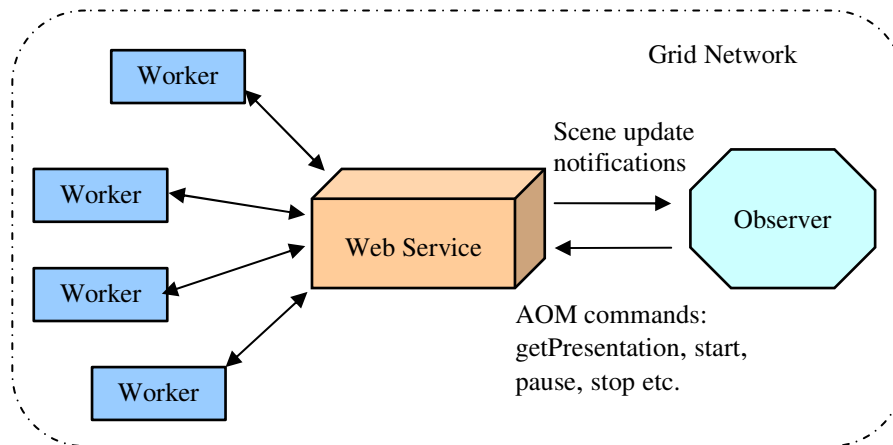 Grid Network
Worker
Worker
Worker
Worker
Web Service
Scene update
notifications
Observer
AOM commands:
getPresentation, start,
pause, stop etc.